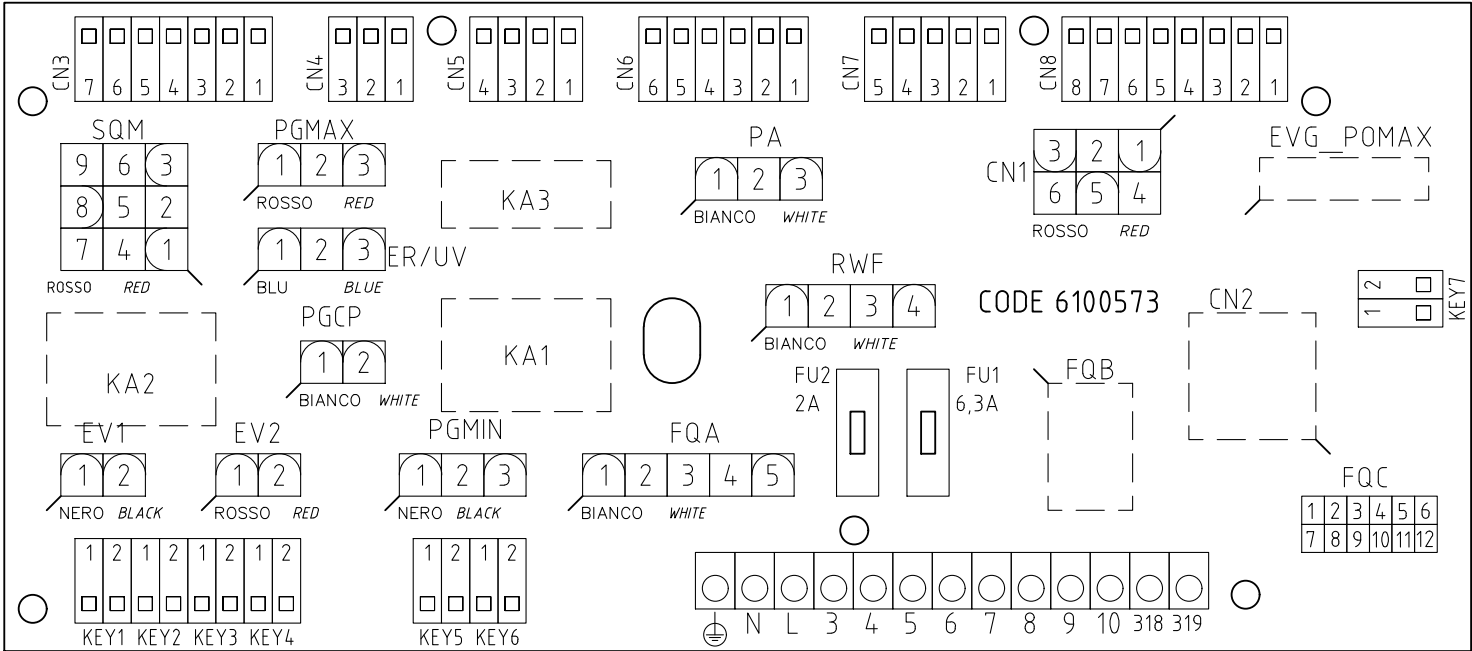 CN3 7 6 5 4 3 2 1
CN4 3 2 1
CN5 4 3 2 1
CN6 6 5 4 3 2 1
CN7 5 4 3 2 1
CN8 8 7 6 5 4 3 2 1
SQM
9 6 3
8 5 2
7 4 1
ROSSO RED
PGMAX
1 2 3
ROSSO RED
1 2 3 ER/UV
BLU BLUE
KA3
PA
1 2 3
BIANCO WHITE
CN1
3 2 1
6 5 4
ROSSO RED
EVG_POMAX
KA2
PGCP
1 2
BIANCO WHITE
KA1
RWF
1 2 3 4
BIANCO WHITE
CODE 6100573
CN2
2
1
KEY7
FU2
2A
FU1
6,3A
FQB
EV1
1 2
NERO BLACK
EV2
1 2
ROSSO RED
PGMIN
1 2 3
NERO BLACK
FQA
1 2 3 4 5
BIANCO WHITE
FQC
1 2 3 4 5 6
7 8 9 10 11 12
1 2 1 2 1 2 1 2
KEY1 KEY2 KEY3 KEY4
1 2 1 2
KEY5 KEY6
N L 3 4 5 6 7 8 9 10 318 319